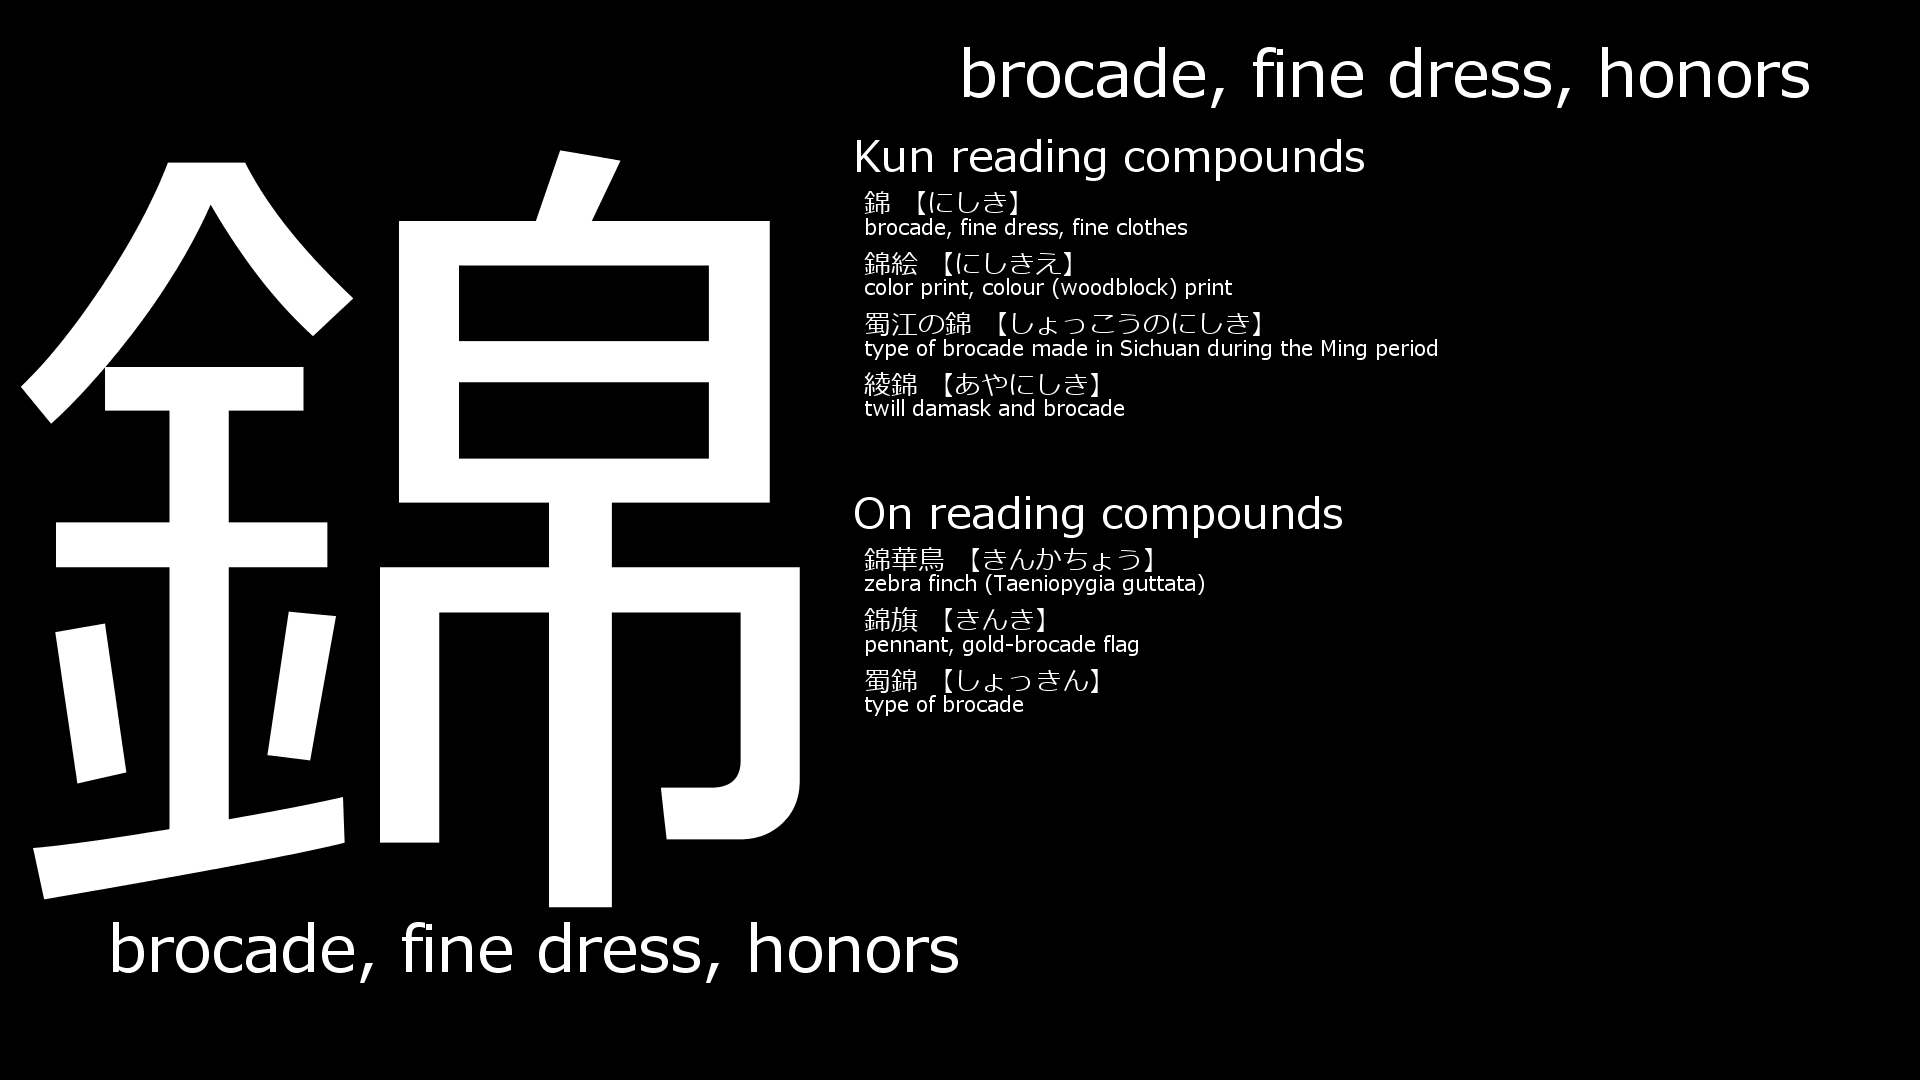 錦
brocade, fine dress, honors
brocade, fine dress, honors
Kun reading compounds
錦 【にしき】
brocade, fine dress, fine clothes
錦絵 【にしきえ】
color print, colour (woodblock) print
蜀江の錦 【しょっこうのにしき】
type of brocade made in Sichuan during the Ming period
綾錦 【あやにしき】
twill damask and brocade
On reading compounds
錦華鳥 【きんかちょう】
zebra finch (Taeniopygia guttata)
錦旗 【きんき】
pennant, gold-brocade flag
蜀錦 【しょっきん】
type of brocade